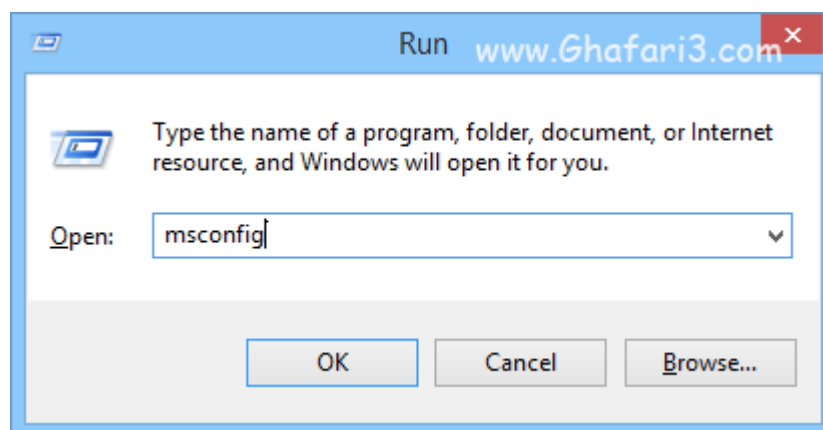 Run
www.Ghafari3.com
Type the name of a program, folder, document, or Internet
resource, and Windows will open it for you.
Open:
msconfig
OK
Cancel
Browse...